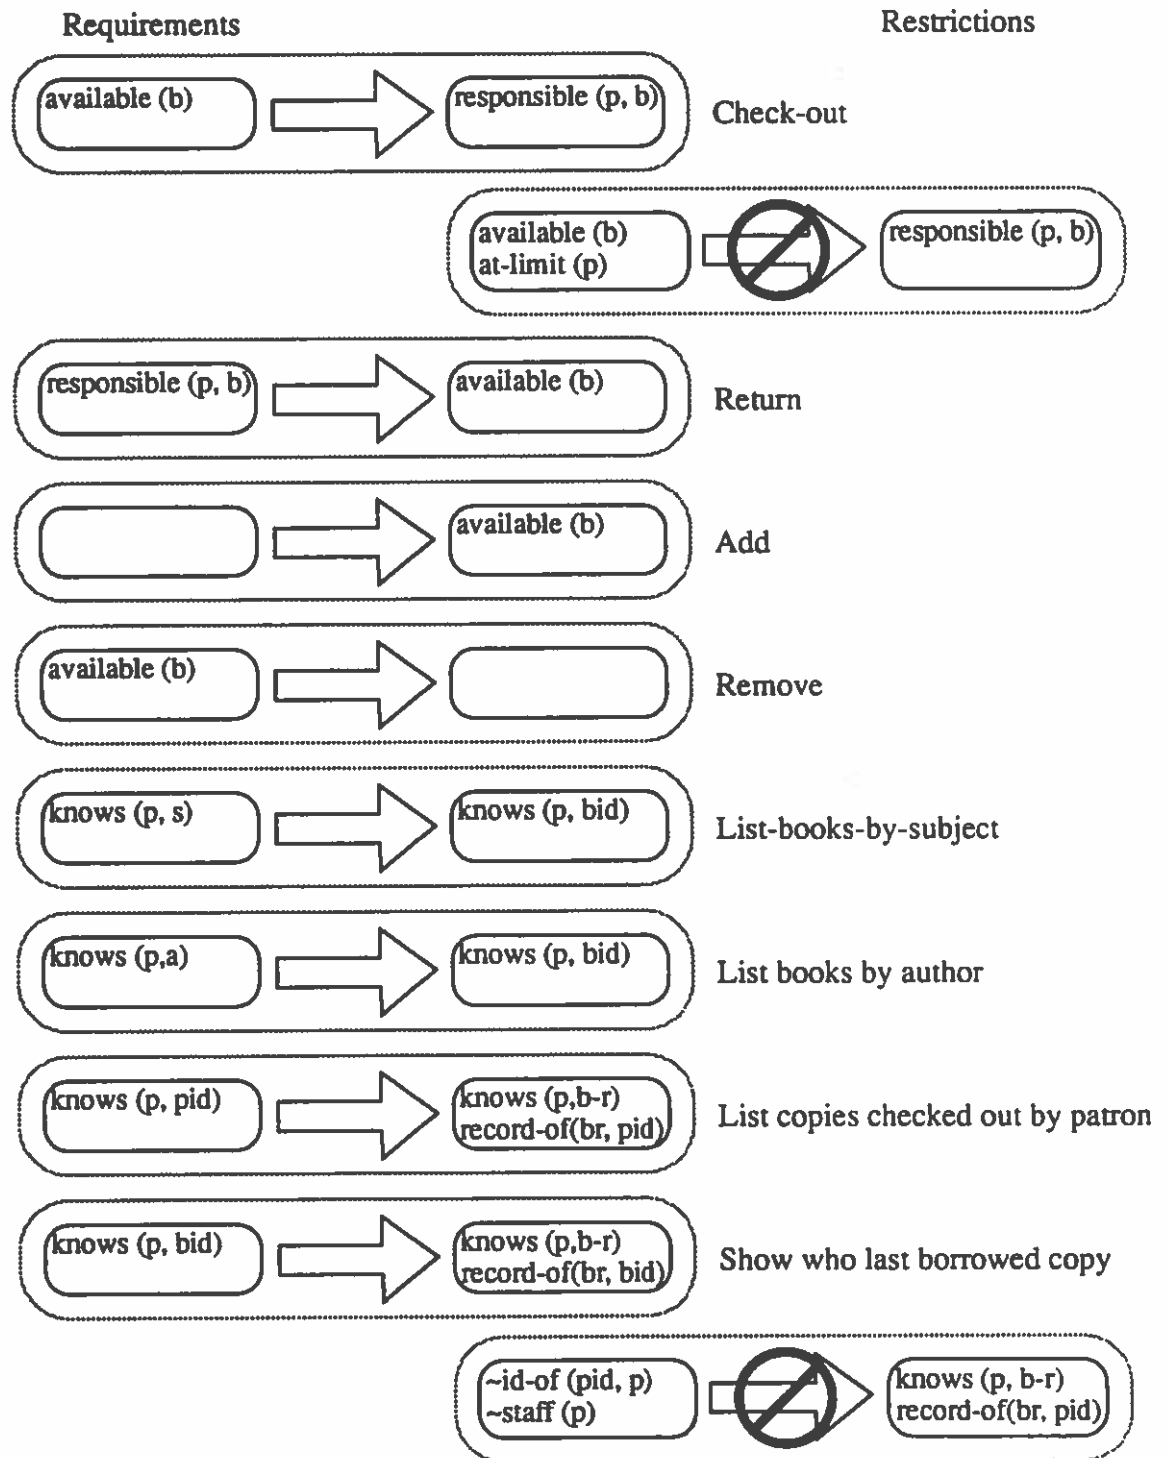 Requirements
Restrictions
available (b)
responsible (p, b)
Check-out
available (b)
at-limit (p)
responsible (p, b)
responsible (p, b)
available (b)
Return
available (b)
Add
available (b)
Remove
knows (p, s)
knows (p, bid)
List-books-by-subject
knows (p,a)
knows (p, bid)
List books by author
knows (p, pid)
knows (p,b-r)
record-of(br, pid)
List copies checked out by patron
knows (p, bid)
knows (p,b-r)
record-of(br, bid)
Show who last borrowed copy
~id-of (pid, p)
~staff (p)
knows (p, b-r)
record-of(br, pid)